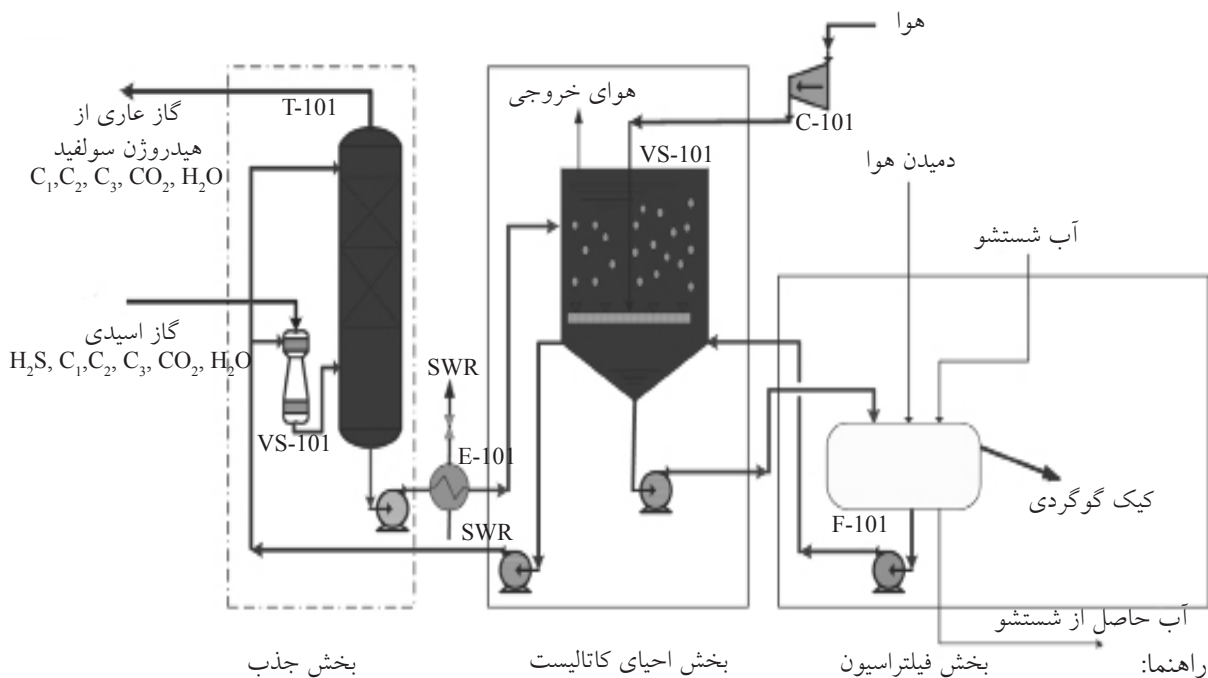 هوا
هوای خروجی
C-101
T-101
گاز عاری از
هیدروژن سولفید
C₁,C₂, C₃, CO₂, H₂O
VS-101
دمیدن هوا
آب شستشو
گاز اسیدی
H₂S, C₁,C₂, C₃, CO₂, H₂O
VS-101
SWR
E-101
SWR
F-101
کیک گوگردی
آب حاصل از شستشو
راهنما:
بخش فیلتراسیون
بخش احیای کاتالیست
بخش جذب